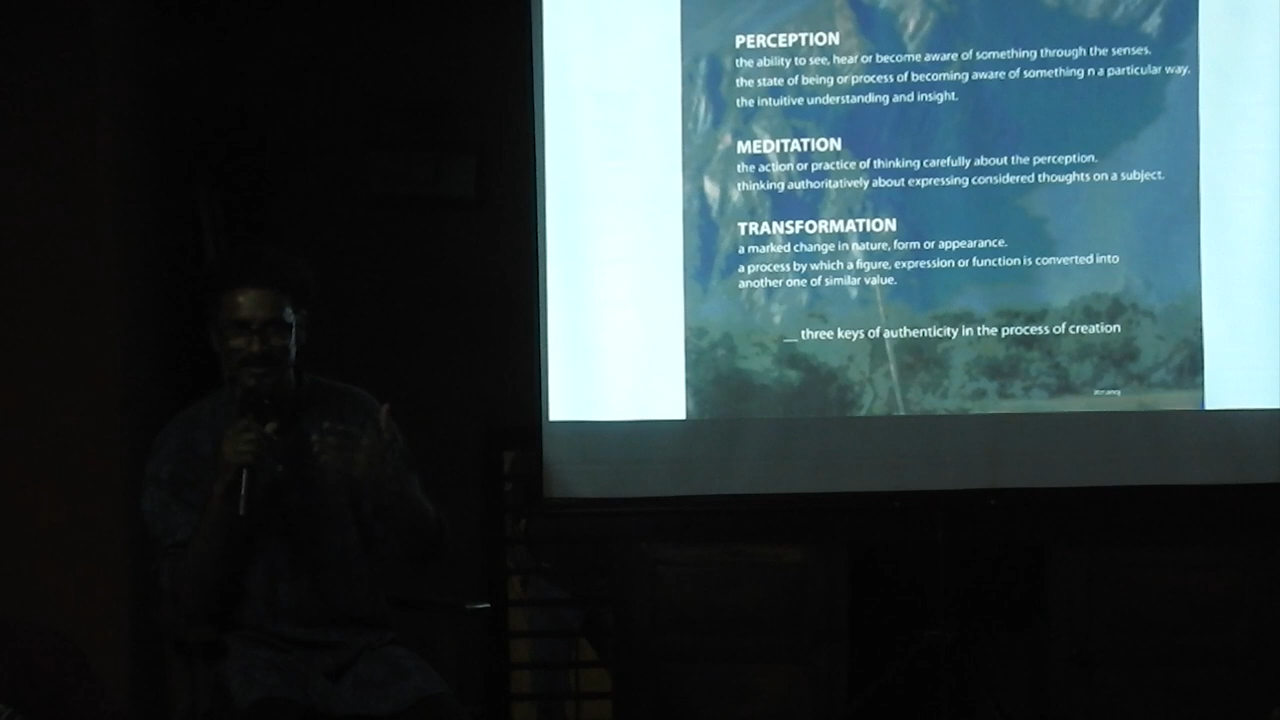 PERCEPTION
the ability to see, hear or become aware of something through the senses.
the state of being or process of becoming aware of something n a particular way.
the intuitive understanding and insight.
MEDITATION
the action or practice of thinking carefully about the perception.
thinking authoritatively about expressing considered thoughts on a subject.
TRANSFORMATION
a marked change in nature, form or appearance.
a process by which a figure, expression or function is converted into
another one of similar value.
__ three keys of authenticity in the process of creation